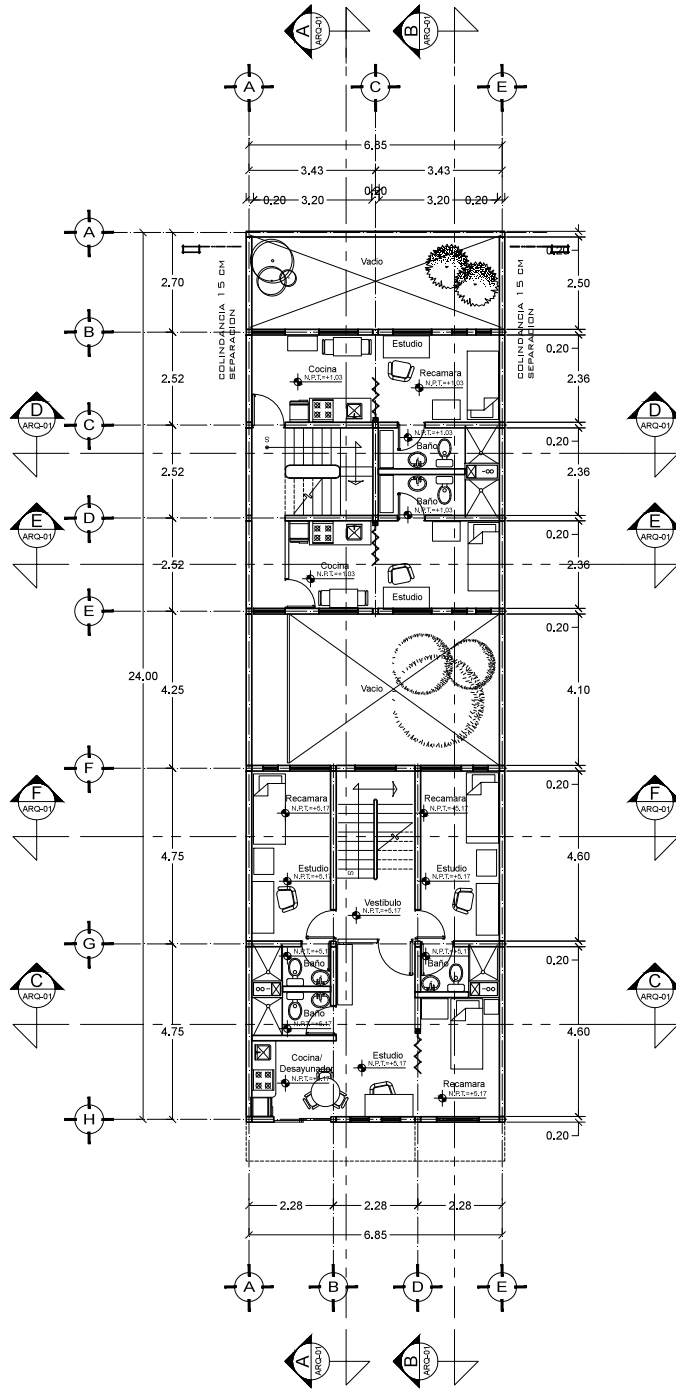 A
ARQ-01
B
ARQ-01
A
C
E
6.85
3.43
3.43
0.20
3.20
0.20
3.20
0.20
A
B
C
D
E
F
G
H
2.70
2.52
2.52
2.52
4.25
4.75
4.75
24.00
COLINDANCIA 15 CM
SEPARACION
COLINDANCIA 15 CM
SEPARACION
2.50
0.20
2.36
0.20
2.36
0.20
2.36
0.20
4.10
0.20
4.60
0.20
4.60
0.20
D
ARQ-01
D
ARQ-01
E
ARQ-01
E
ARQ-01
F
ARQ-01
F
ARQ-01
C
ARQ-01
C
ARQ-01
Vacio
Estudio
Cocina
N.P.T.=+1.03
Recamara
N.P.T.=+1.03
S
N.P.T.=+1.03
Baño
Baño
N.P.T.=+1.03
Cocina
N.P.T.=+1.03
Estudio
Vacio
Recamara
N.P.T.=+5.17
Recamara
N.P.T.=+5.17
Estudio
N.P.T.=+5.17
S
Estudio
N.P.T.=+5.17
Vestibulo
N.P.T.=+5.17
Baño
Baño
Baño
Cocina/
Desayunador
N.P.T.=+5.17
Estudio
N.P.T.=+5.17
Recamara
N.P.T.=+5.17
2.28
2.28
2.28
6.85
A
B
D
E
A
ARQ-01
B
ARQ-01